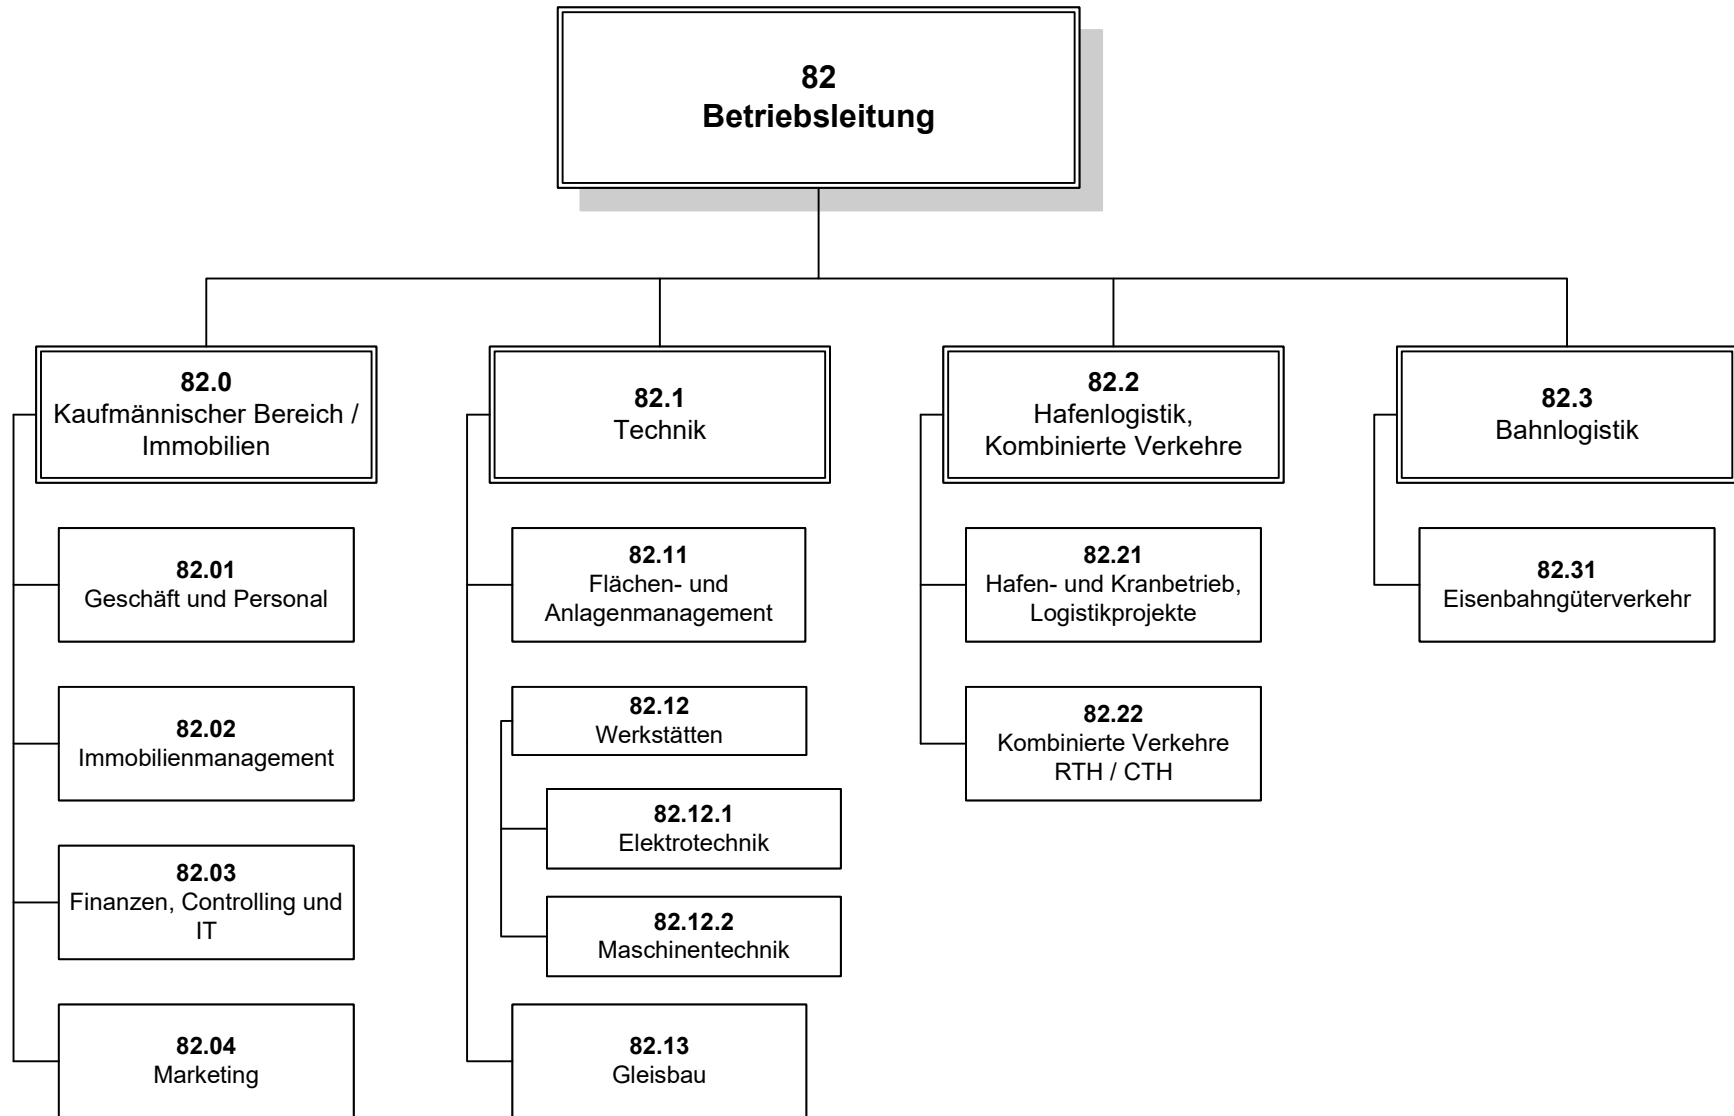 82
Betriebsleitung
82.0
Kaufmännischer Bereich /
Immobilien
82.1
Technik
82.2
Hafenlogistik,
Kombinierte Verkehre
82.3
Bahnlogistik
82.01
Geschäft und Personal
82.02
Immobilienmanagement
82.03
Finanzen, Controlling und
IT
82.04
Marketing
82.11
Flächen- und
Anlagenmanagement
82.12
Werkstätten
82.12.1
Elektrotechnik
82.12.2
Maschinentechnik
82.13
Gleisbau
82.21
Hafen- und Kranbetrieb,
Logistikprojekte
82.22
Kombinierte Verkehre
RTH / CTH
82.31
Eisenbahngüterverkehr